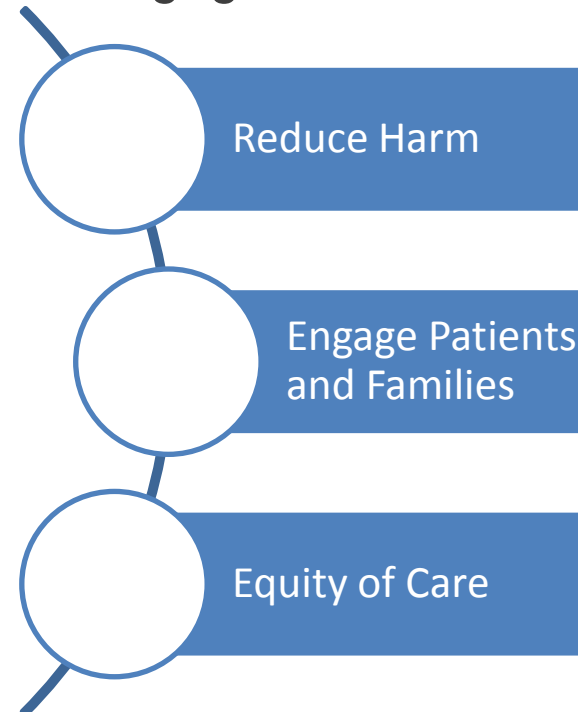 Reduce Harm
Engage Patients
and Families
Equity of Care